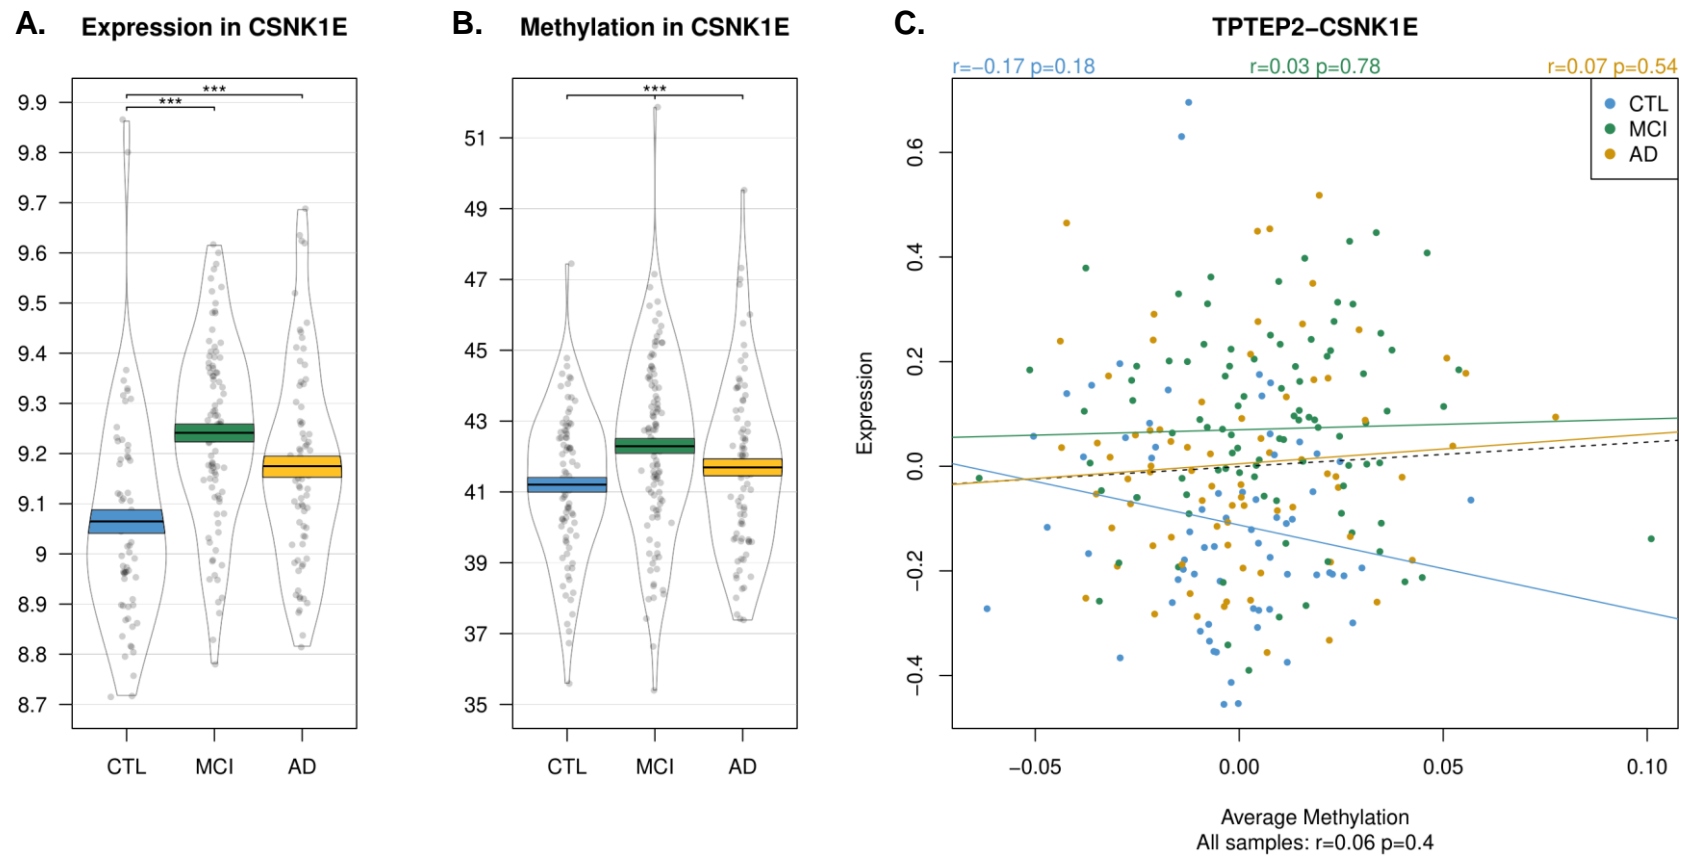 A. Expression in CSNK1E
9.9
9.8
9.7
9.6
9.5
9.4
9.3
9.2
9.1
9
8.9
8.8
8.7
***
***
CTL MCI AD
B. Methylation in CSNK1E
51
49
47
45
43
41
39
37
35
***
CTL MCI AD
C. TPTEP2−CSNK1E
r=−0.17 p=0.18 r=0.03 p=0.78 r=0.07 p=0.54
CTL
MCI
AD
Expression
0.6
0.4
0.2
0.0
−0.2
−0.4
−0.05 0.00 0.05 0.10
Average Methylation
All samples: r=0.06 p=0.4